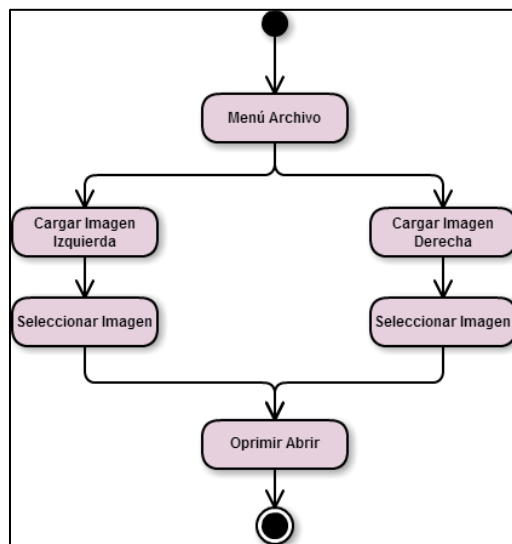 Menú Archivo
Cargar Imagen
Izquierda
Cargar Imagen
Derecha
Seleccionar Imagen
Seleccionar Imagen
Oprimir Abrir